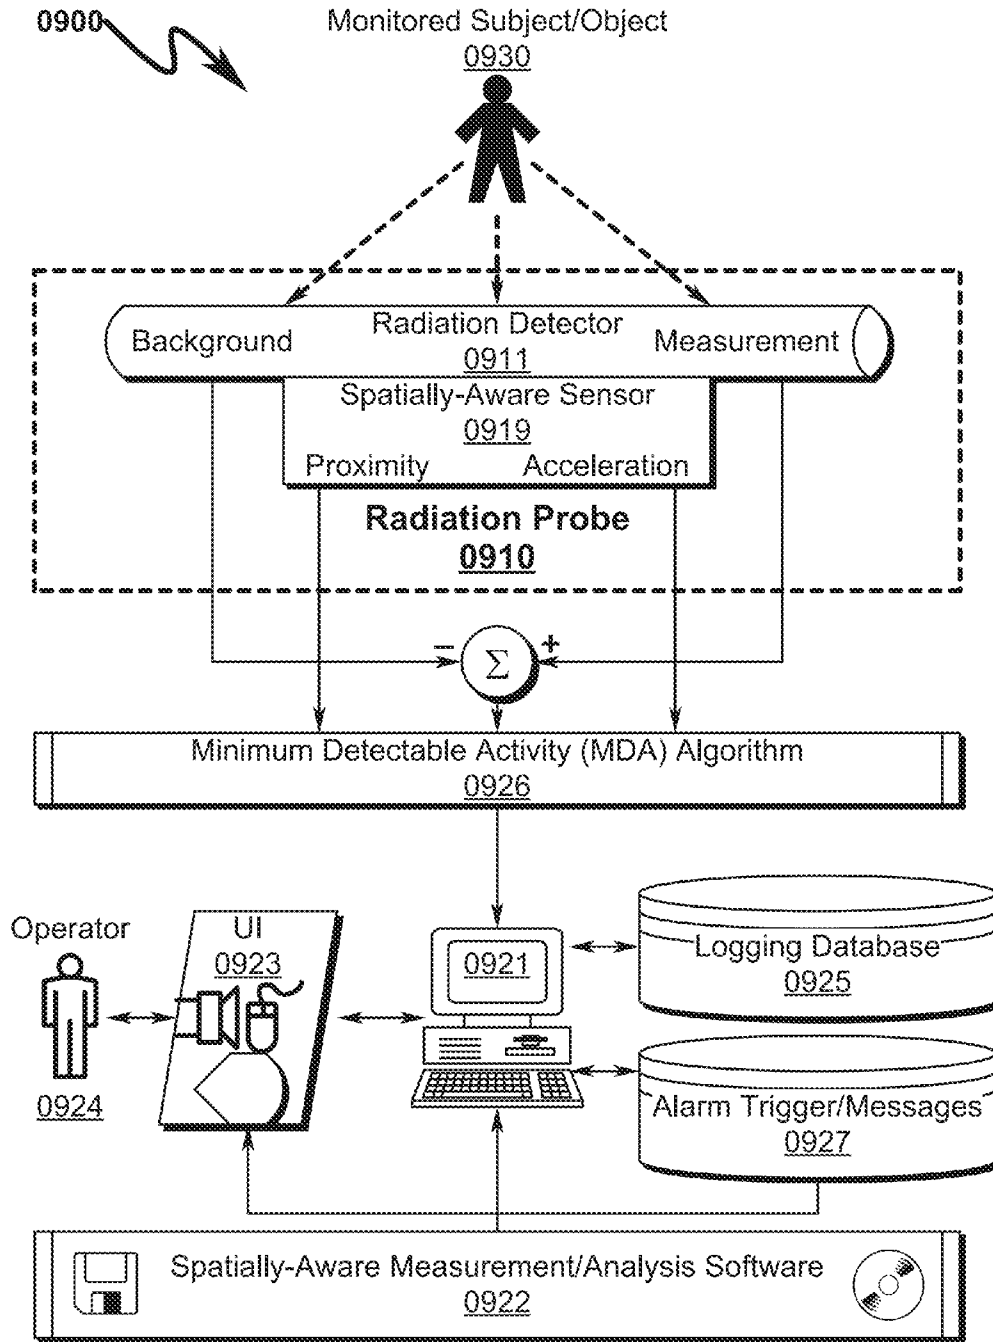 0900
Monitored Subject/Object
0930
Radiation Detector
Background
Measurement
0911
Spatially-Aware Sensor
0919
Proximity
Acceleration
Radiation Probe
0910
− +
Σ
Minimum Detectable Activity (MDA) Algorithm
0926
Operator
UI
0923
0924
0921
Logging Database
0925
Alarm Trigger/Messages
0927
Spatially-Aware Measurement/Analysis Software
0922